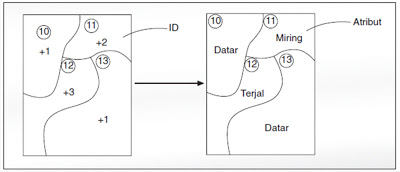 10
11
ID
+1
+2
12
13
+3
+1
10
11
Atribut
Datar
Miring
12
13
Terjal
Datar